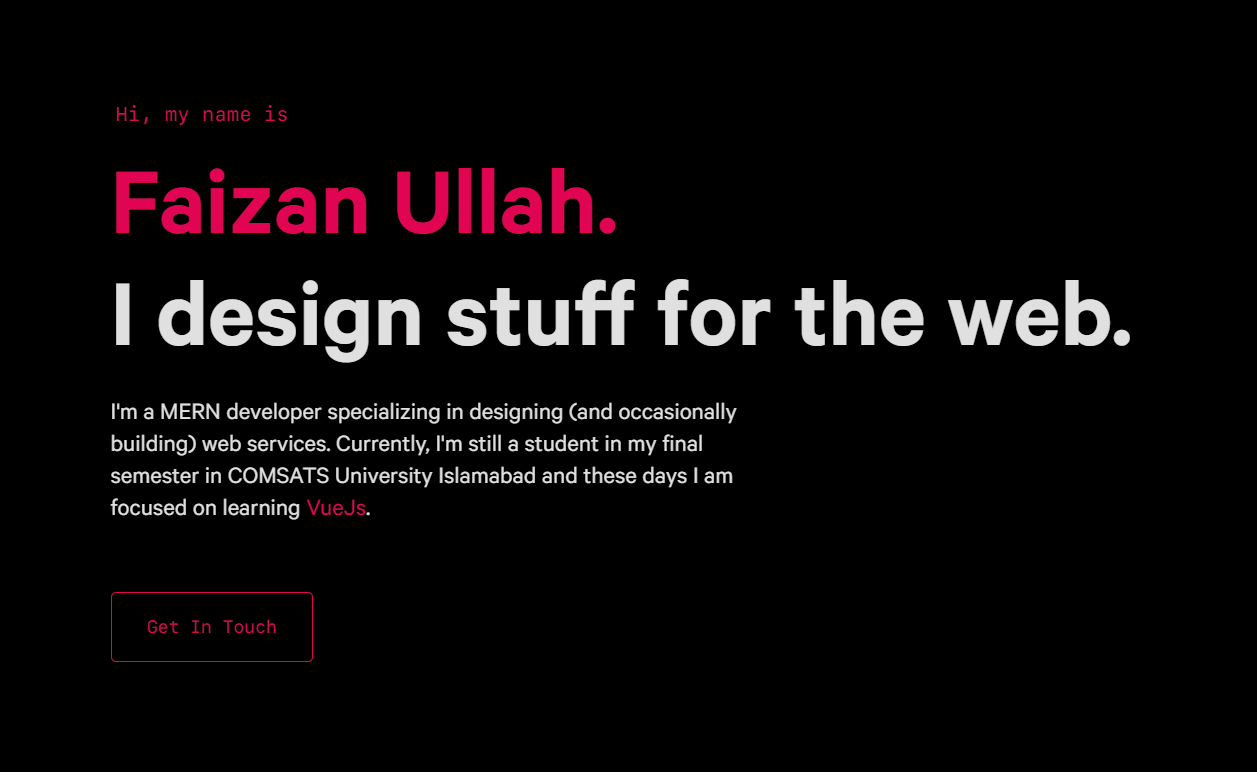 Hi, my name is
Faizan Ullah.
I design stuff for the web.
I'm a MERN developer specializing in designing (and occasionally
building) web services. Currently, I'm still a student in my final
semester in COMSATS University Islamabad and these days I am
focused on learning VueJs.
Get In Touch